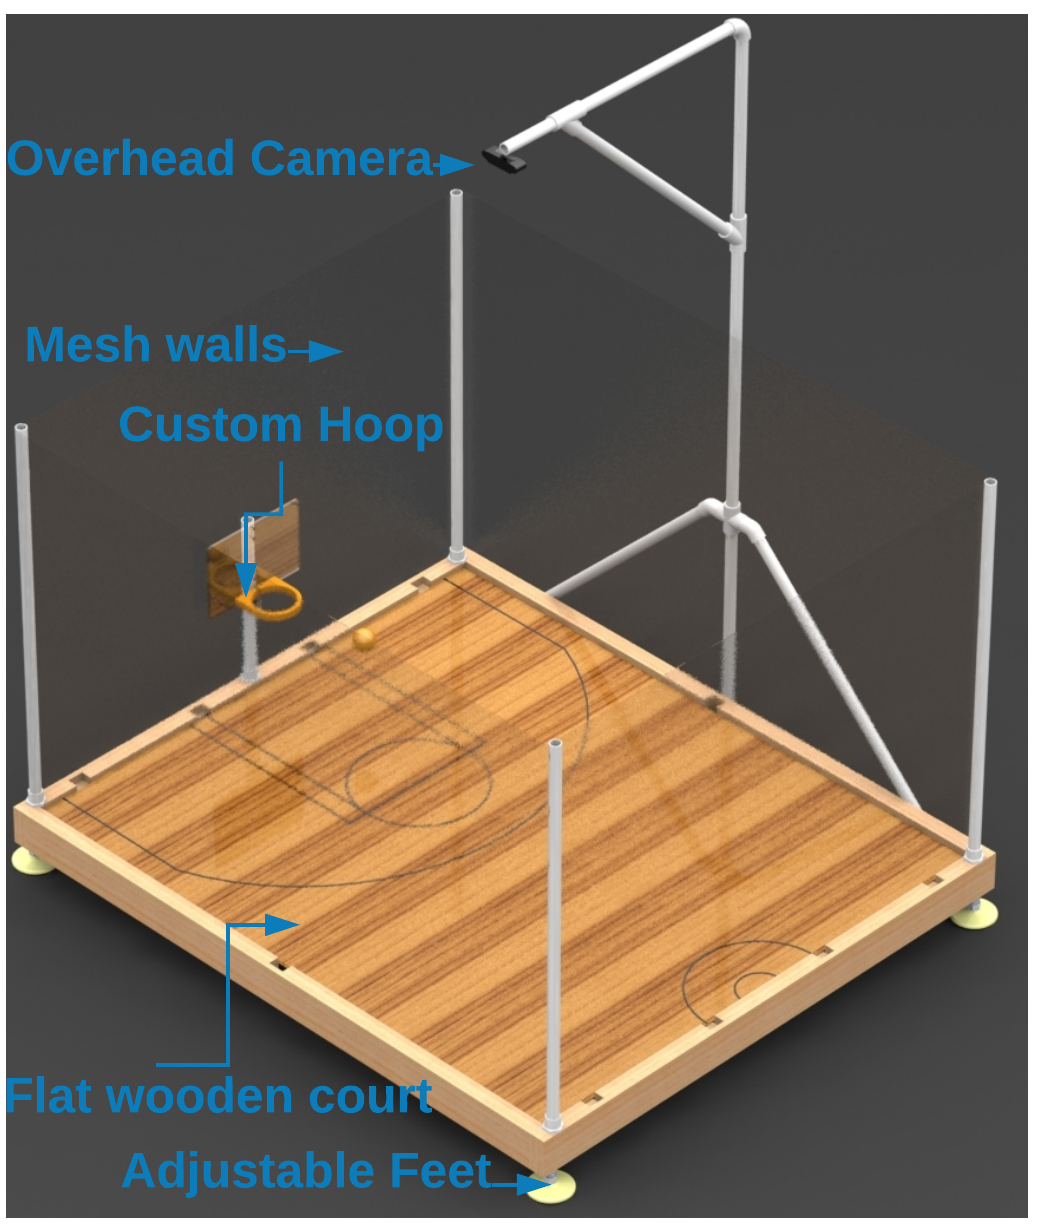 Overhead Camera
Mesh walls
Custom Hoop
Flat wooden court
Adjustable Feet